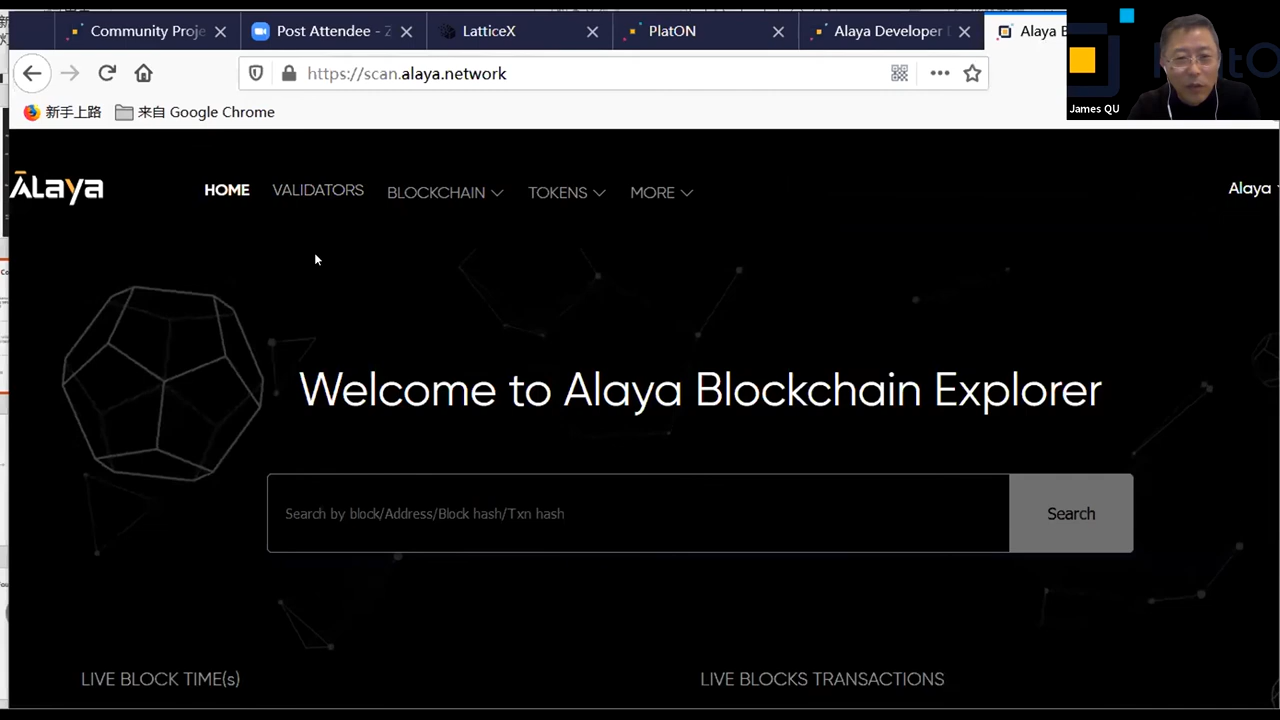 Community Proje
Post Attendee - Z
LatticeX
PlatON
Alaya Developer D
Alaya B
https://scan.alaya.network
James QU
新手上路
来自 Google Chrome
ALaya
HOME
VALIDATORS
BLOCKCHAIN
TOKENS
MORE
Alaya
Welcome to Alaya Blockchain Explorer
Search by block/Address/Block hash/Txn hash
Search
LIVE BLOCK TIME(s)
LIVE BLOCKS TRANSACTIONS